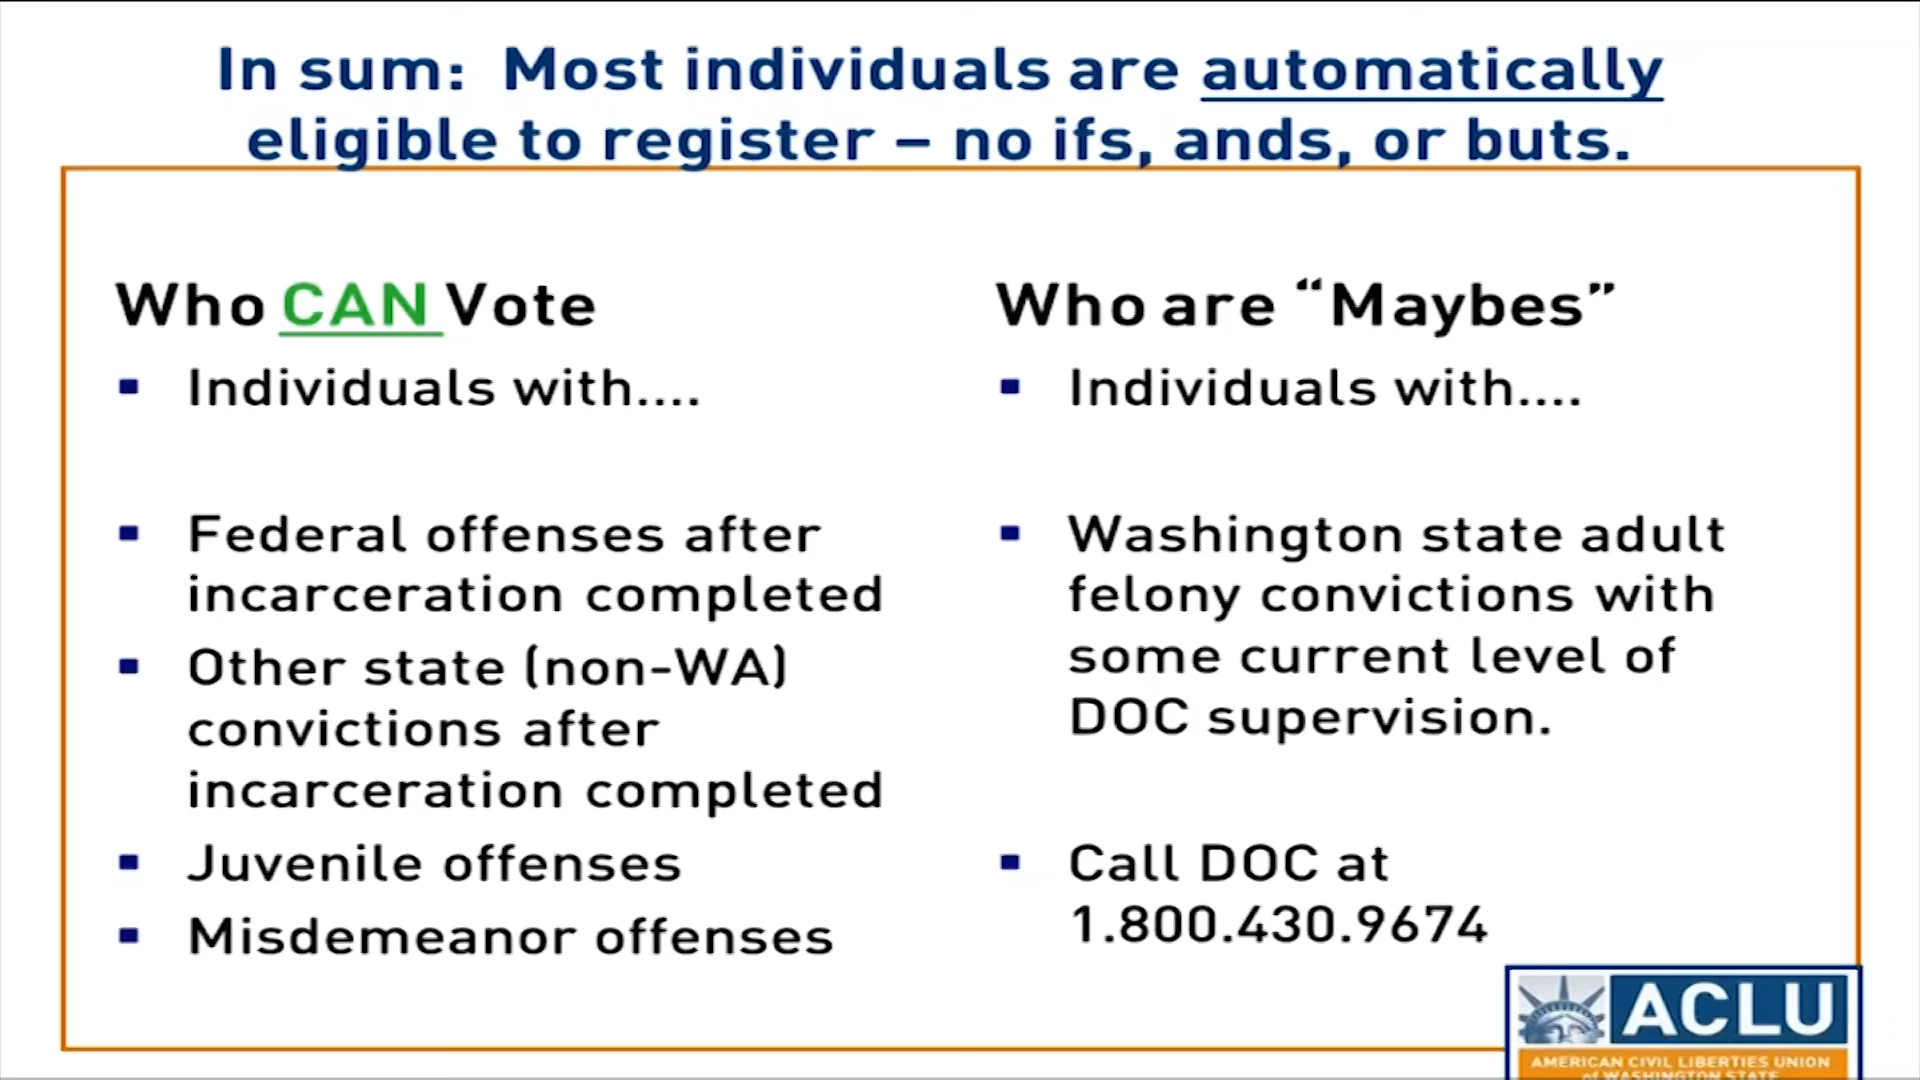 In sum: Most individuals are automatically
eligible to register – no ifs, ands, or buts.
Who CAN Vote
Individuals with....
Federal offenses after
incarceration completed
Other state (non-WA)
convictions after
incarceration completed
Juvenile offenses
Misdemeanor offenses
Who are “Maybes”
Individuals with....
Washington state adult
felony convictions with
some current level of
DOC supervision.
Call DOC at
1.800.430.9674
ACLU
AMERICAN CIVIL LIBERTIES UNION
of WASHINGTON STATE